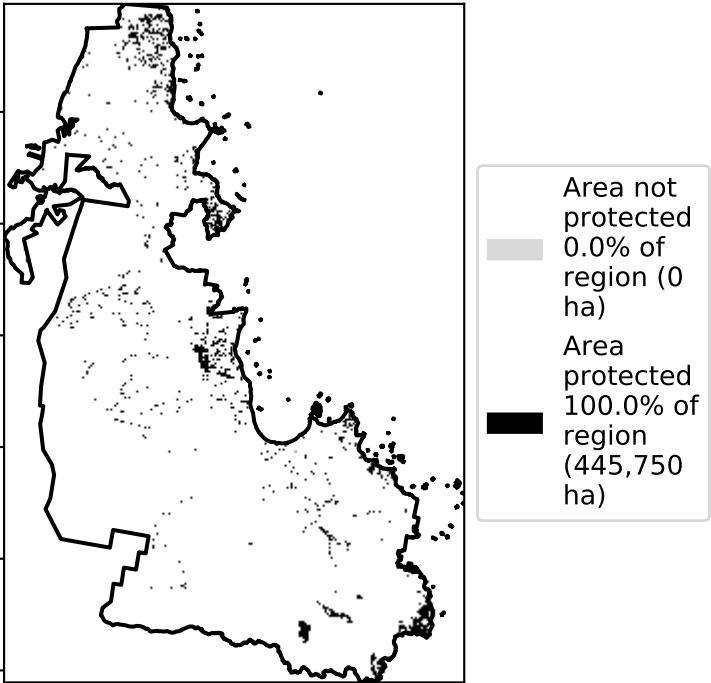 Area not
protected
0.0% of
region (0
ha)
Area
protected
100.0% of
region
(445,750
ha)